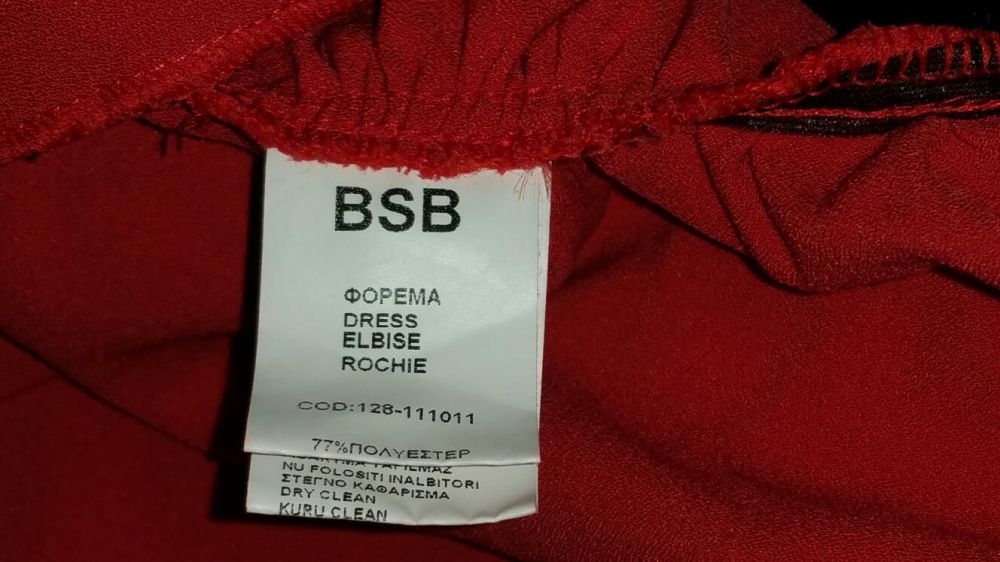 BSB
ΦΟΡΕΜΑ
DRESS
ELBISE
ROCHiE
COD:128-111011
77%ΠΟΛΥΕΣΤΕΡ
NU FOLOSITI INALBITORI
ΣΤΕΓΝΟ ΚΑΘΑΡΙΣΜΑ
DRY CLEAN
KURU CLEAN